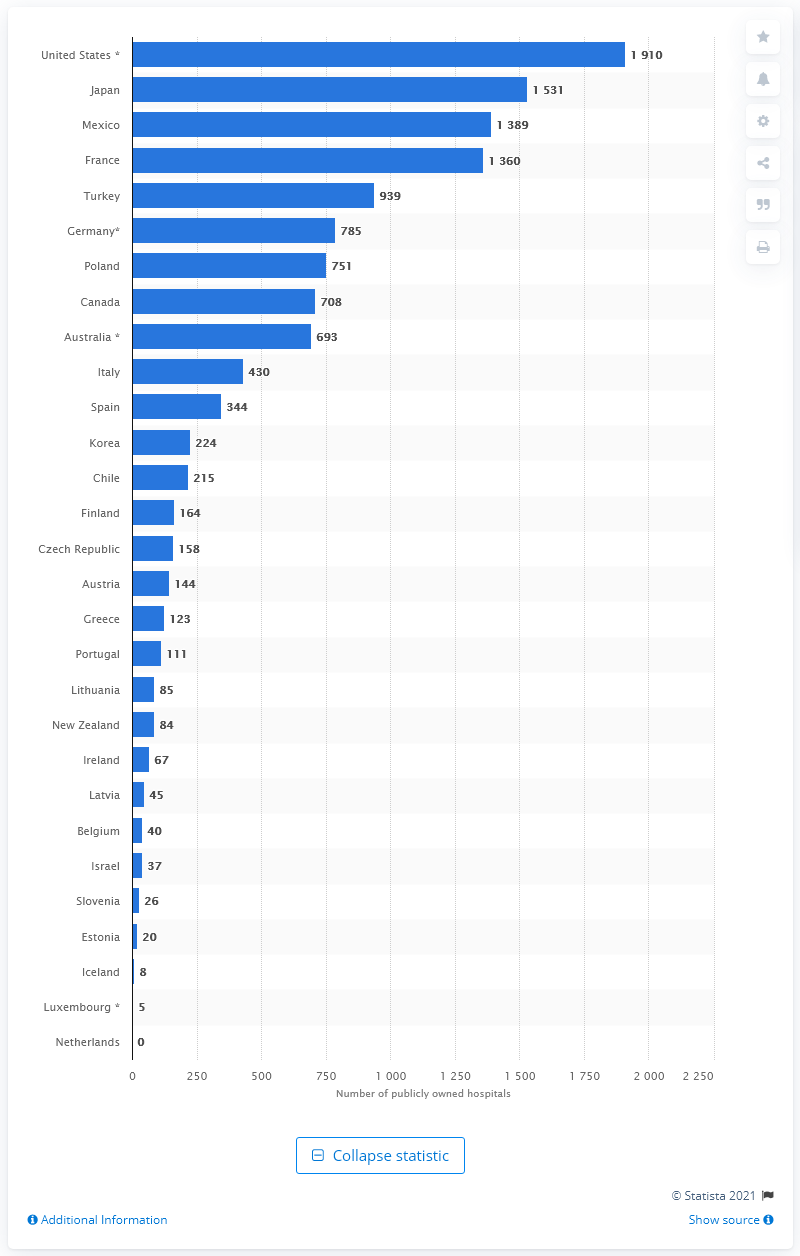 United States * 1 910
Japan 1 531
Mexico 1 389
France 1 360
Turkey 939
Germany* 785
Poland 751
Canada 708
Australia * 693
Italy 430
Spain 344
Korea 224
Chile 215
Finland 164
Czech Republic 158
Austria 144
Greece 123
Portugal 111
Lithuania 85
New Zealand 84
Ireland 67
Latvia 45
Belgium 40
Israel 37
Slovenia 26
Estonia 20
Iceland 8
Luxembourg * 5
Netherlands 0
0 250 500 750 1 000 1 250 1 500 1 750 2 000 2 250
Number of publicly owned hospitals
Collapse statistic
© Statista 2021
Additional Information Show source